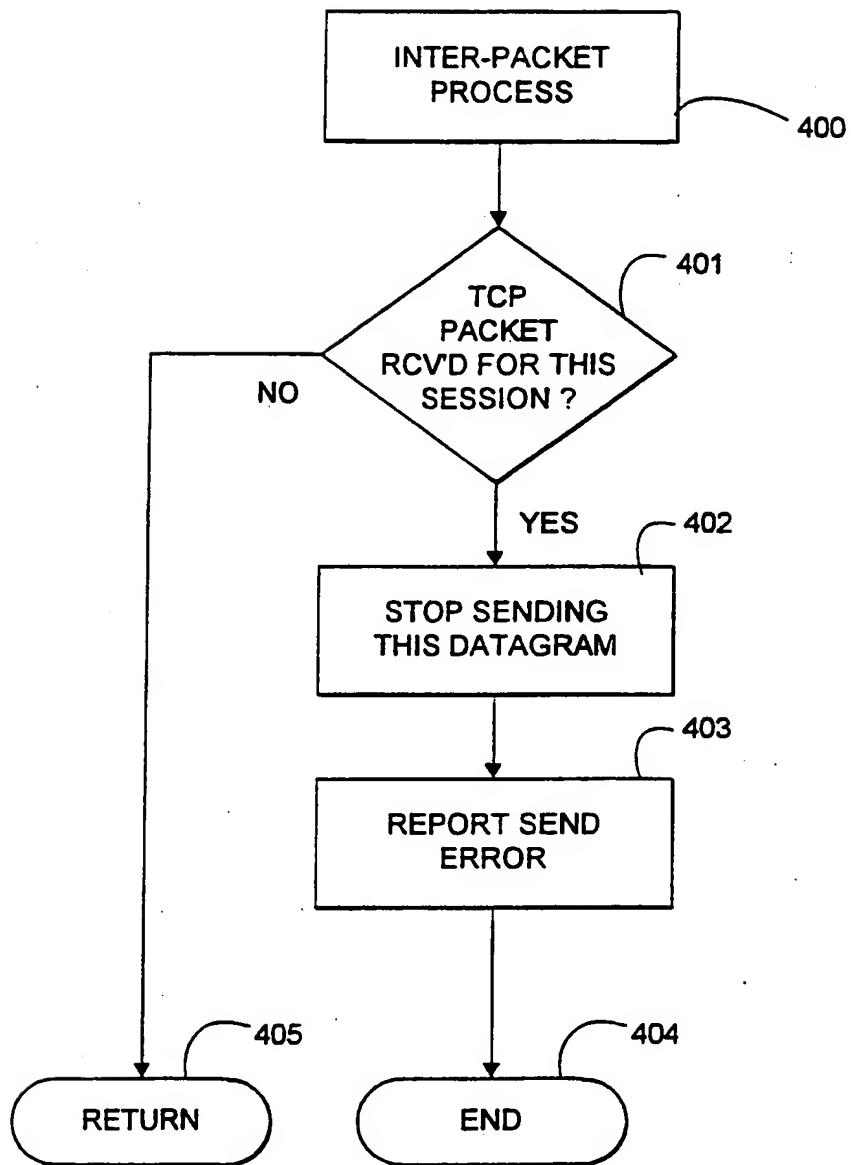 INTER-PACKET
PROCESS
400
401
TCP
PACKET
RCV'D FOR THIS
SESSION ?
NO
YES
402
STOP SENDING
THIS DATAGRAM
403
REPORT SEND
ERROR
405
404
RETURN
END